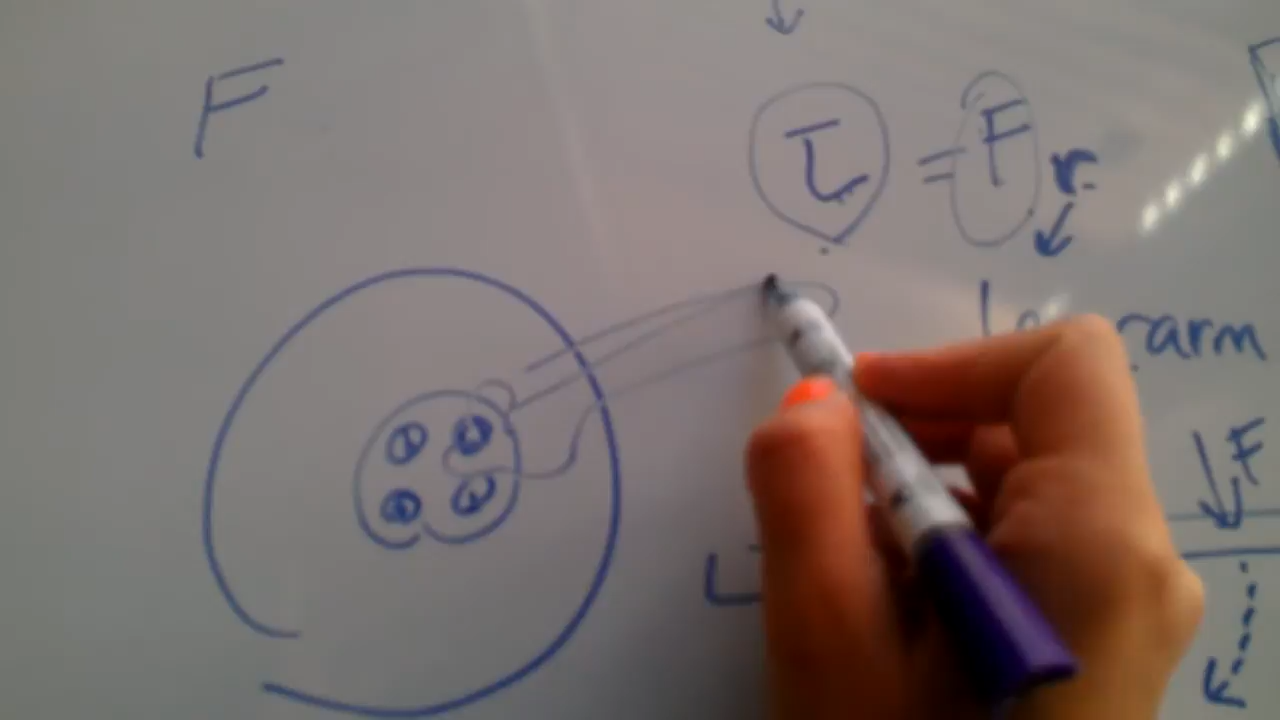 F
τ = F r
arm
F